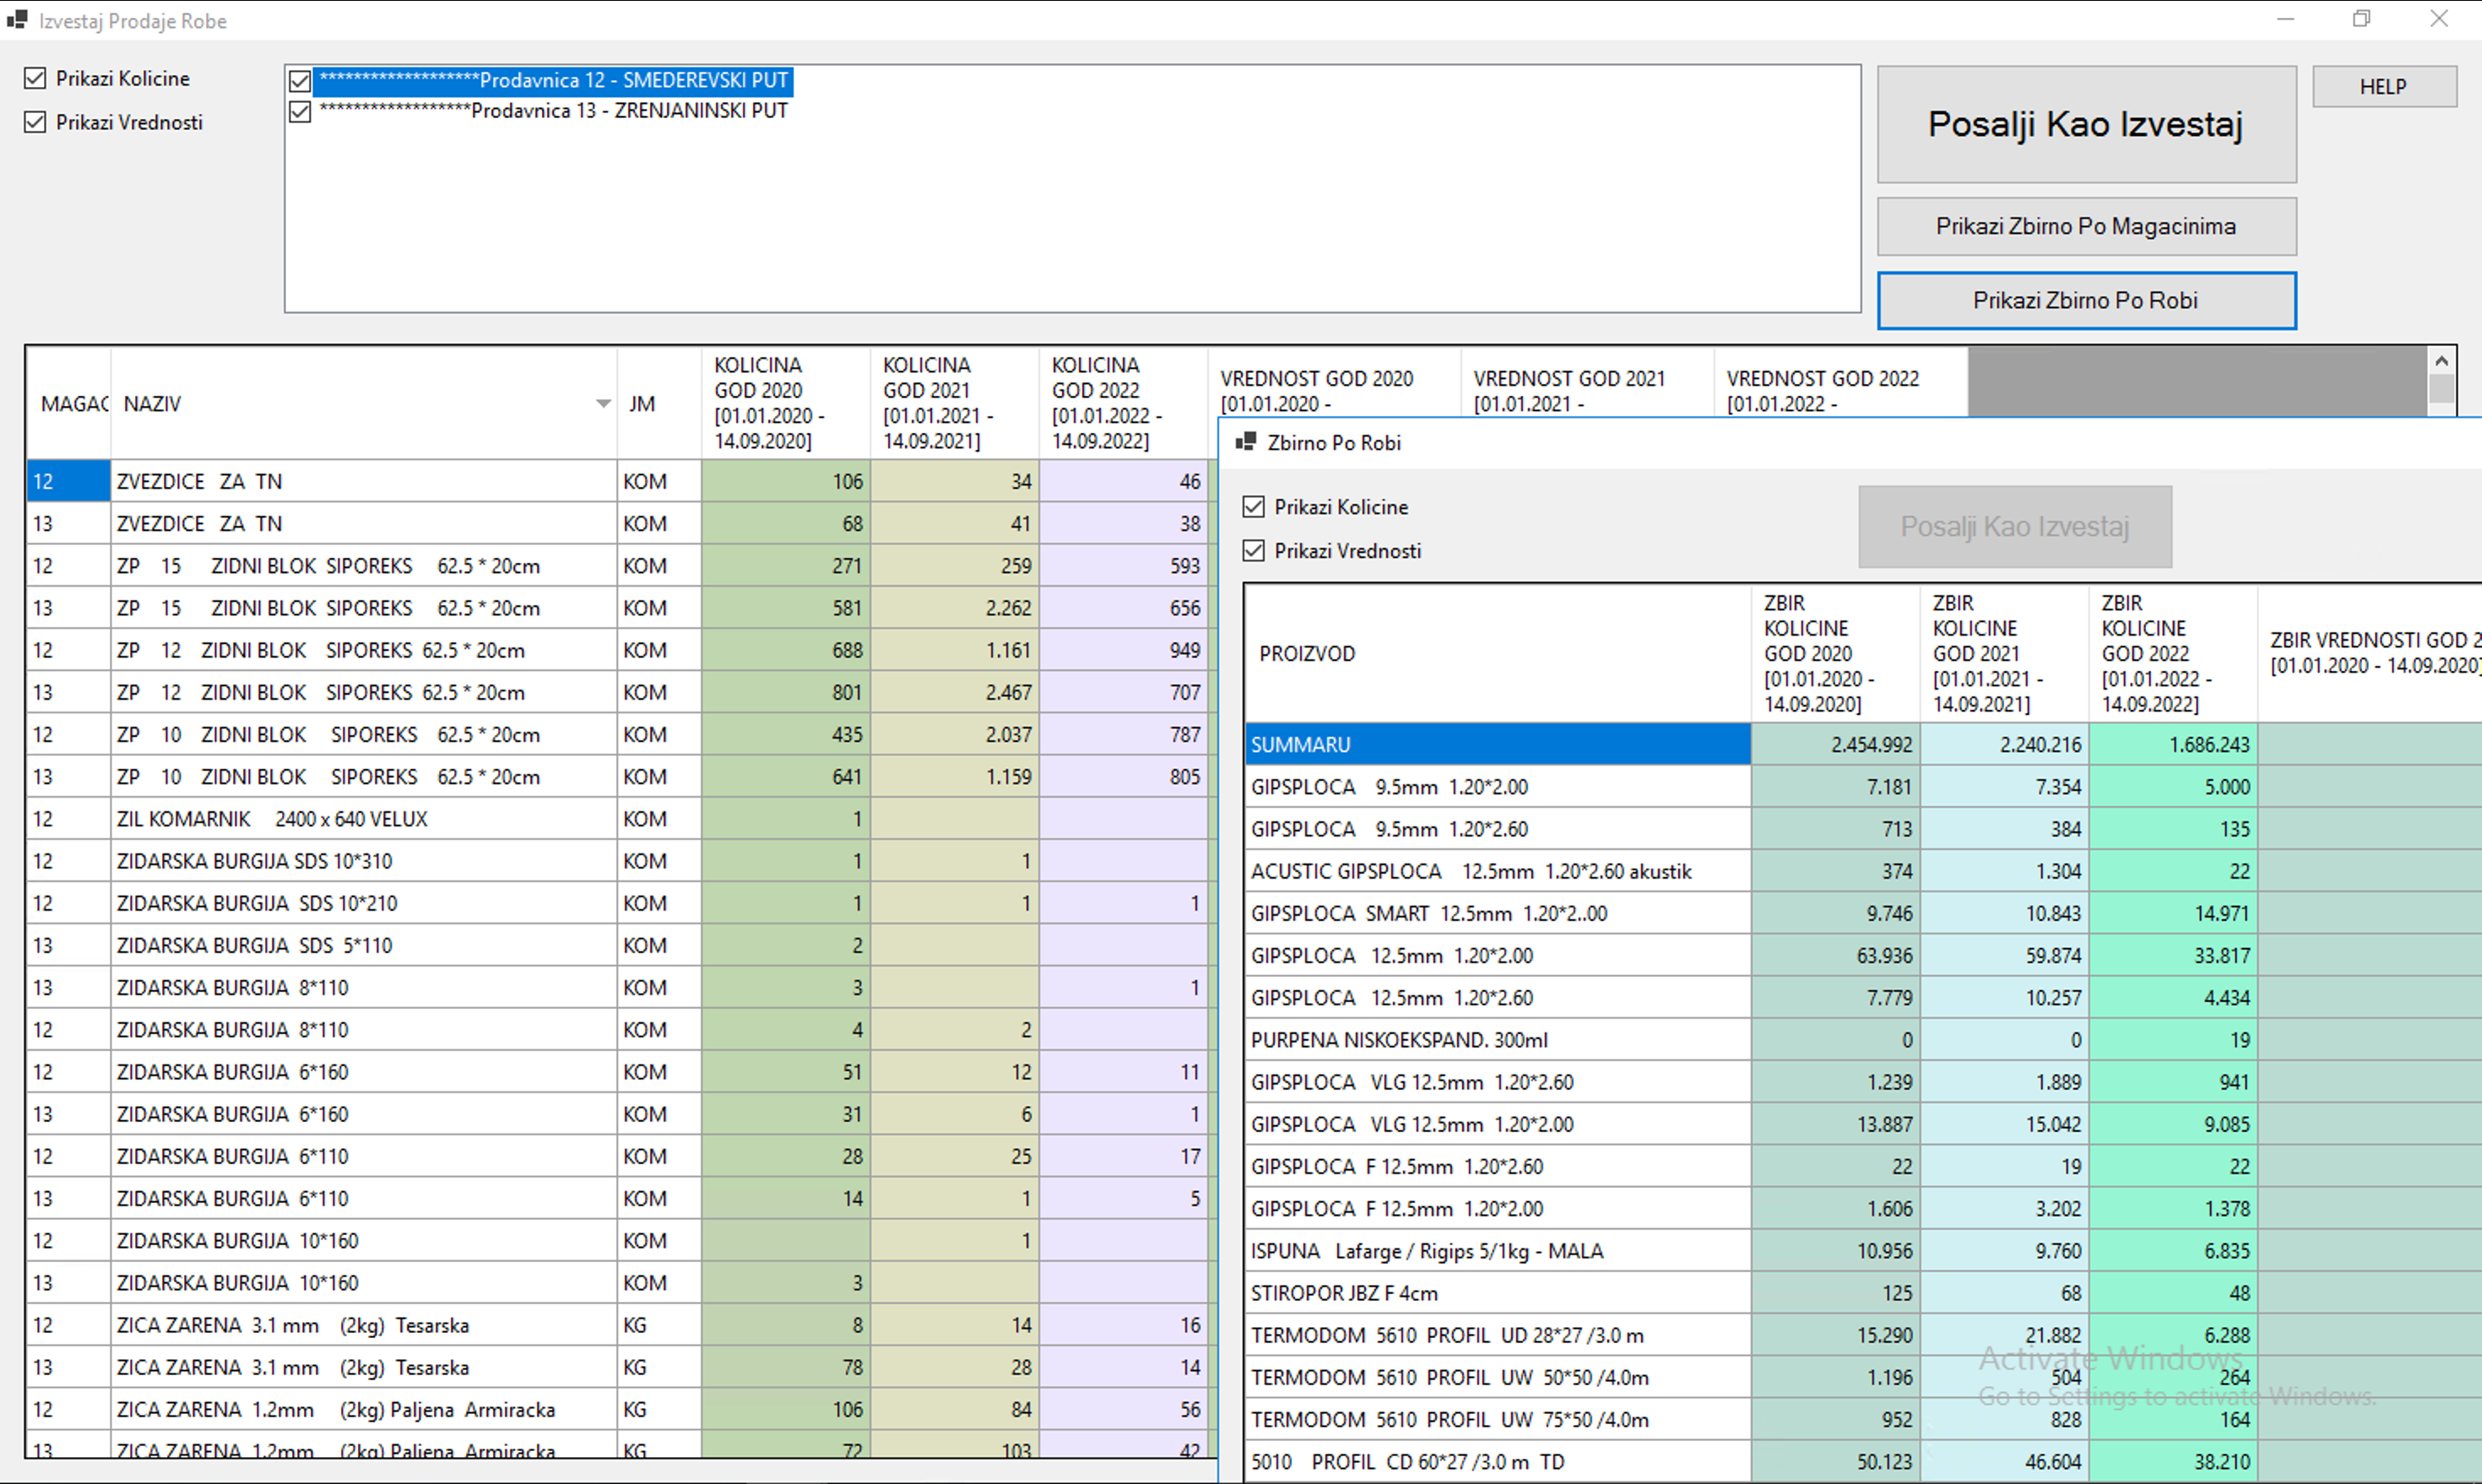 Izvestaj Prodaje Robe
Prikazi Kolicine
Prikazi Vrednosti
*******************Prodavnica 12 - SMEDEREVSKI PUT
******************Prodavnica 13 - ZRENJANINSKI PUT
Posalji Kao Izvestaj
HELP
Prikazi Zbirno Po Magacinima
Prikazi Zbirno Po Robi
MAGAC NAZIV JM KOLICINA GOD 2020 [01.01.2020 - 14.09.2020] KOLICINA GOD 2021 [01.01.2021 - 14.09.2021] KOLICINA GOD 2022 [01.01.2022 - 14.09.2022] VREDNOST GOD 2020 [01.01.2020 - VREDNOST GOD 2021 [01.01.2021 - VREDNOST GOD 2022 [01.01.2022 -
12 ZVEZDICE ZA TN KOM 106 34 46
13 ZVEZDICE ZA TN KOM 68 41 38
12 ZP 15 ZIDNI BLOK SIPOREKS 62.5 * 20cm KOM 271 259 593
13 ZP 15 ZIDNI BLOK SIPOREKS 62.5 * 20cm KOM 581 2.262 656
12 ZP 12 ZIDNI BLOK SIPOREKS 62.5 * 20cm KOM 688 1.161 949
13 ZP 12 ZIDNI BLOK SIPOREKS 62.5 * 20cm KOM 801 2.467 707
12 ZP 10 ZIDNI BLOK SIPOREKS 62.5 * 20cm KOM 435 2.037 787
13 ZP 10 ZIDNI BLOK SIPOREKS 62.5 * 20cm KOM 641 1.159 805
12 ZIL KOMARNIK 2400 x 640 VELUX KOM 1
12 ZIDARSKA BURGIJA SDS 10*310 KOM 1 1
12 ZIDARSKA BURGIJA SDS 10*210 KOM 1 1 1
13 ZIDARSKA BURGIJA SDS 5*110 KOM 2
13 ZIDARSKA BURGIJA 8*110 KOM 3 1
12 ZIDARSKA BURGIJA 8*110 KOM 4 2
12 ZIDARSKA BURGIJA 6*160 KOM 51 12 11
13 ZIDARSKA BURGIJA 6*160 KOM 31 6 1
12 ZIDARSKA BURGIJA 6*110 KOM 28 25 17
13 ZIDARSKA BURGIJA 6*110 KOM 14 1 5
12 ZIDARSKA BURGIJA 10*160 KOM 1
13 ZIDARSKA BURGIJA 10*160 KOM 3
12 ZICA ZARENA 3.1 mm (2kg) Tesarska KG 8 14 16
13 ZICA ZARENA 3.1 mm (2kg) Tesarska KG 78 28 14
12 ZICA ZARENA 1.2mm (2kg) Paljena Armiracka KG 106 84 56
13 ZICA ZARENA 1.2mm (2kg) Paljena Armiracka KG 72 103 42
Zbirno Po Robi
Prikazi Kolicine
Prikazi Vrednosti
Posalji Kao Izvestaj
PROIZVOD ZBIR KOLICINE GOD 2020 [01.01.2020 - 14.09.2020] ZBIR KOLICINE GOD 2021 [01.01.2021 - 14.09.2021] ZBIR KOLICINE GOD 2022 [01.01.2022 - 14.09.2022] ZBIR VREDNOSTI GOD 2 [01.01.2020 - 14.09.2020]
SUMMARU 2.454.992 2.240.216 1.686.243
GIPSPLOCA 9.5mm 1.20*2.00 7.181 7.354 5.000
GIPSPLOCA 9.5mm 1.20*2.60 713 384 135
ACUSTIC GIPSPLOCA 12.5mm 1.20*2.60 akustik 374 1.304 22
GIPSPLOCA SMART 12.5mm 1.20*2..00 9.746 10.843 14.971
GIPSPLOCA 12.5mm 1.20*2.00 63.936 59.874 33.817
GIPSPLOCA 12.5mm 1.20*2.60 7.779 10.257 4.434
PURPENA NISKOEKSPAND. 300ml 0 0 19
GIPSPLOCA VLG 12.5mm 1.20*2.60 1.239 1.889 941
GIPSPLOCA VLG 12.5mm 1.20*2.00 13.887 15.042 9.085
GIPSPLOCA F 12.5mm 1.20*2.60 22 19 22
GIPSPLOCA F 12.5mm 1.20*2.00 1.606 3.202 1.378
ISPUNA Lafarge / Rigips 5/1kg - MALA 10.956 9.760 6.835
STIROPOR JBZ F 4cm 125 68 48
TERMODOM 5610 PROFIL UD 28*27 /3.0 m 15.290 21.882 6.288
TERMODOM 5610 PROFIL UW 50*50 /4.0m 1.196 504 264
TERMODOM 5610 PROFIL UW 75*50 /4.0m 952 828 164
5010 PROFIL CD 60*27 /3.0 m TD 50.123 46.604 38.210
Activate Windows
Go to Settings to activate Windows.